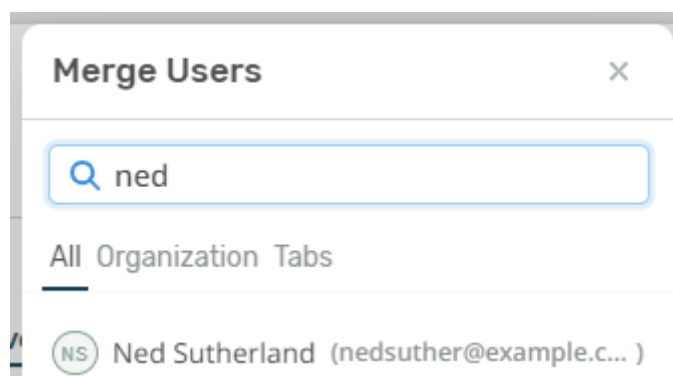 Merge Users
ned
All Organization Tabs
NS Ned Sutherland (nedsuther@example.c... )